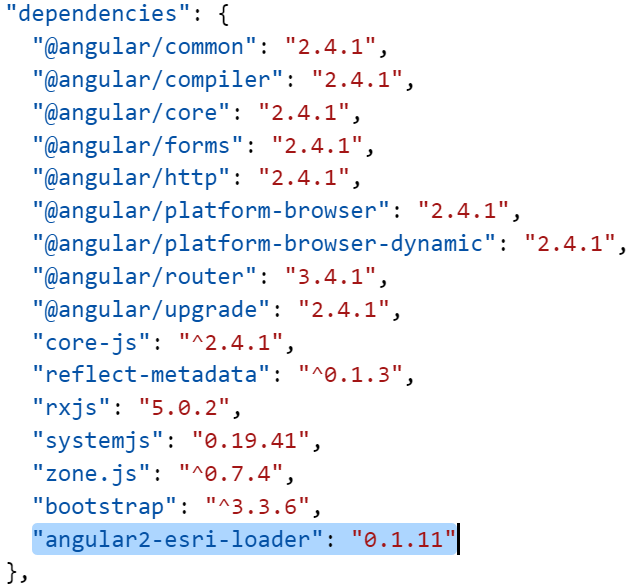 "dependencies": {
"@angular/common": "2.4.1",
"@angular/compiler": "2.4.1",
"@angular/core": "2.4.1",
"@angular/forms": "2.4.1",
"@angular/http": "2.4.1",
"@angular/platform-browser": "2.4.1",
"@angular/platform-browser-dynamic": "2.4.1",
"@angular/router": "3.4.1",
"@angular/upgrade": "2.4.1",
"core-js": "^2.4.1",
"reflect-metadata": "^0.1.3",
"rxjs": "5.0.2",
"systemjs": "0.19.41",
"zone.js": "^0.7.4",
"bootstrap": "^3.3.6",
"angular2-esri-loader": "0.1.11"
},